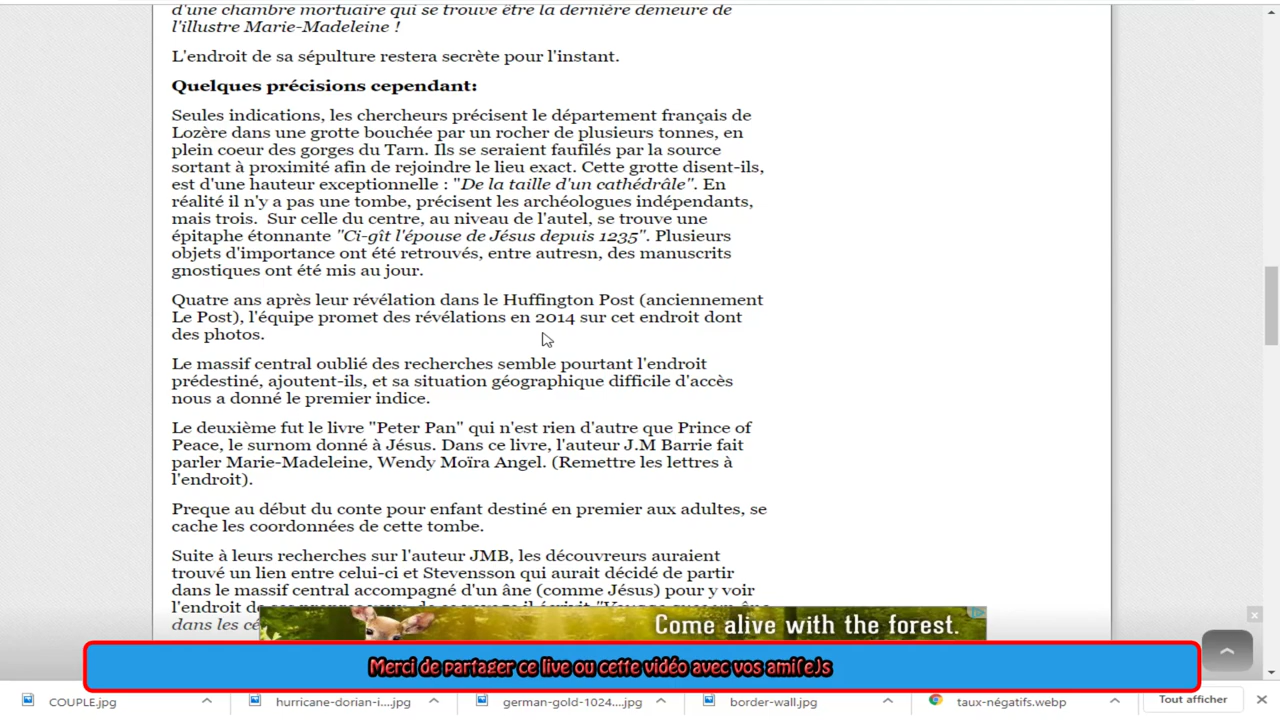 d'une chambre mortuaire qui se trouve être la dernière demeure de
l'illustre Marie-Madeleine !
L'endroit de sa sépulture restera secrète pour l'instant.
Quelques précisions cependant:
Seules indications, les chercheurs précisent le département français de
Lozère dans une grotte bouchée par un rocher de plusieurs tonnes, en
plein coeur des gorges du Tarn. Ils se seraient faufilés par la source
sortant à proximité afin de rejoindre le lieu exact. Cette grotte disent-ils,
est d'une hauteur exceptionnelle : "De la taille d'un cathédrâle". En
réalité il n'y a pas une tombe, précisent les archéologues indépendants,
mais trois.  Sur celle du centre, au niveau de l'autel, se trouve une
épitaphe étonnante "Ci-gît l'épouse de Jésus depuis 1235". Plusieurs
objets d'importance ont été retrouvés, entre autresn, des manuscrits
gnostiques ont été mis au jour.
Quatre ans après leur révélation dans le Huffington Post (anciennement
Le Post), l'équipe promet des révélations en 2014 sur cet endroit dont
des photos.
Le massif central oublié des recherches semble pourtant l'endroit
prédestiné, ajoutent-ils, et sa situation géographique difficile d'accès
nous a donné le premier indice.
Le deuxième fut le livre "Peter Pan" qui n'est rien d'autre que Prince of
Peace, le surnom donné à Jésus. Dans ce livre, l'auteur J.M Barrie fait
parler Marie-Madeleine, Wendy Moïra Angel. (Remettre les lettres à
l'endroit).
Preque au début du conte pour enfant destiné en premier aux adultes, se
cache les coordonnées de cette tombe.
Suite à leurs recherches sur l'auteur JMB, les découvreurs auraient
trouvé un lien entre celui-ci et Stevensson qui aurait décidé de partir
dans le massif central accompagné d'un âne (comme Jésus) pour y voir
l'endroit de
dans les
Come alive with the forest.
Merci de partager ce live ou cette vidéo avec vos ami(e)s
COUPLE.jpg
hurricane-dorian-i....jpg
german-gold-1024....jpg
border-wall.jpg
taux-négatifs.webp
Tout afficher